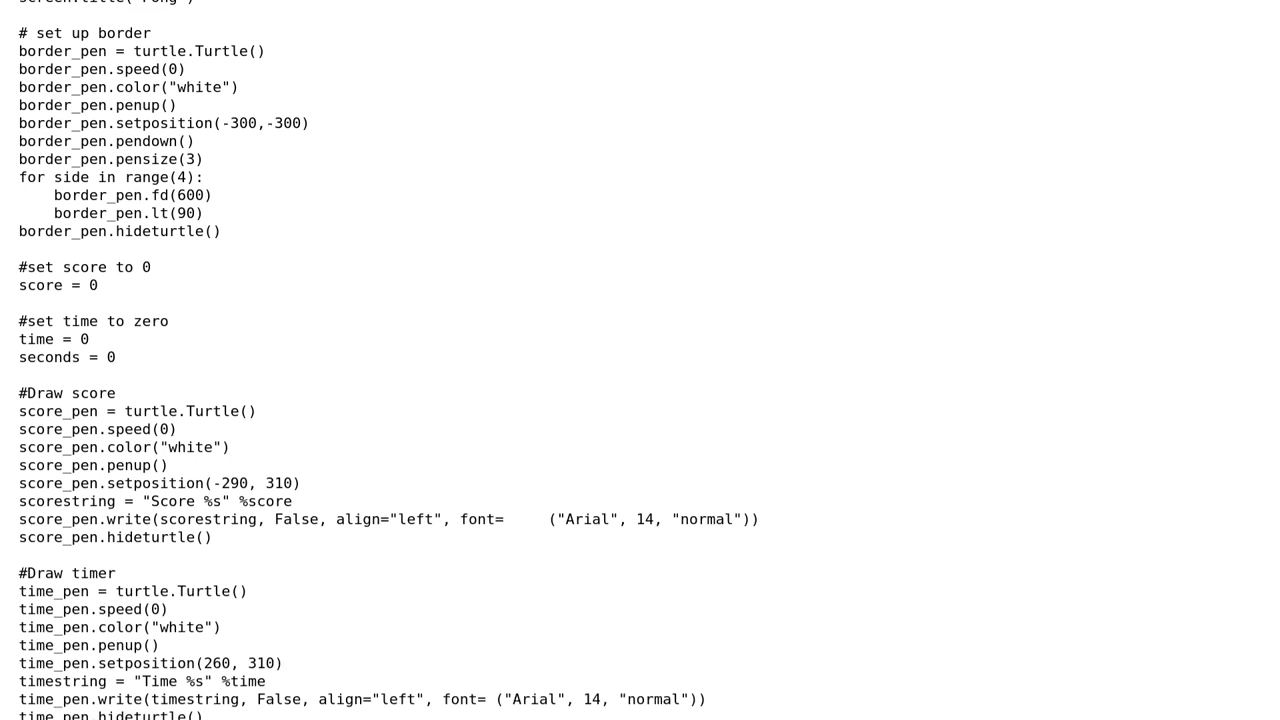 screen.title("Pong")

# set up border
border_pen = turtle.Turtle()
border_pen.speed(0)
border_pen.color("white")
border_pen.penup()
border_pen.setposition(-300,-300)
border_pen.pendown()
border_pen.pensize(3)
for side in range(4):
    border_pen.fd(600)
    border_pen.lt(90)
border_pen.hideturtle()

#set score to 0
score = 0

#set time to zero
time = 0
seconds = 0

#Draw score
score_pen = turtle.Turtle()
score_pen.speed(0)
score_pen.color("white")
score_pen.penup()
score_pen.setposition(-290, 310)
scorestring = "Score %s" %score
score_pen.write(scorestring, False, align="left", font=     ("Arial", 14, "normal"))
score_pen.hideturtle()

#Draw timer
time_pen = turtle.Turtle()
time_pen.speed(0)
time_pen.color("white")
time_pen.penup()
time_pen.setposition(260, 310)
timestring = "Time %s" %time
time_pen.write(timestring, False, align="left", font= ("Arial", 14, "normal"))
time_pen.hideturtle()